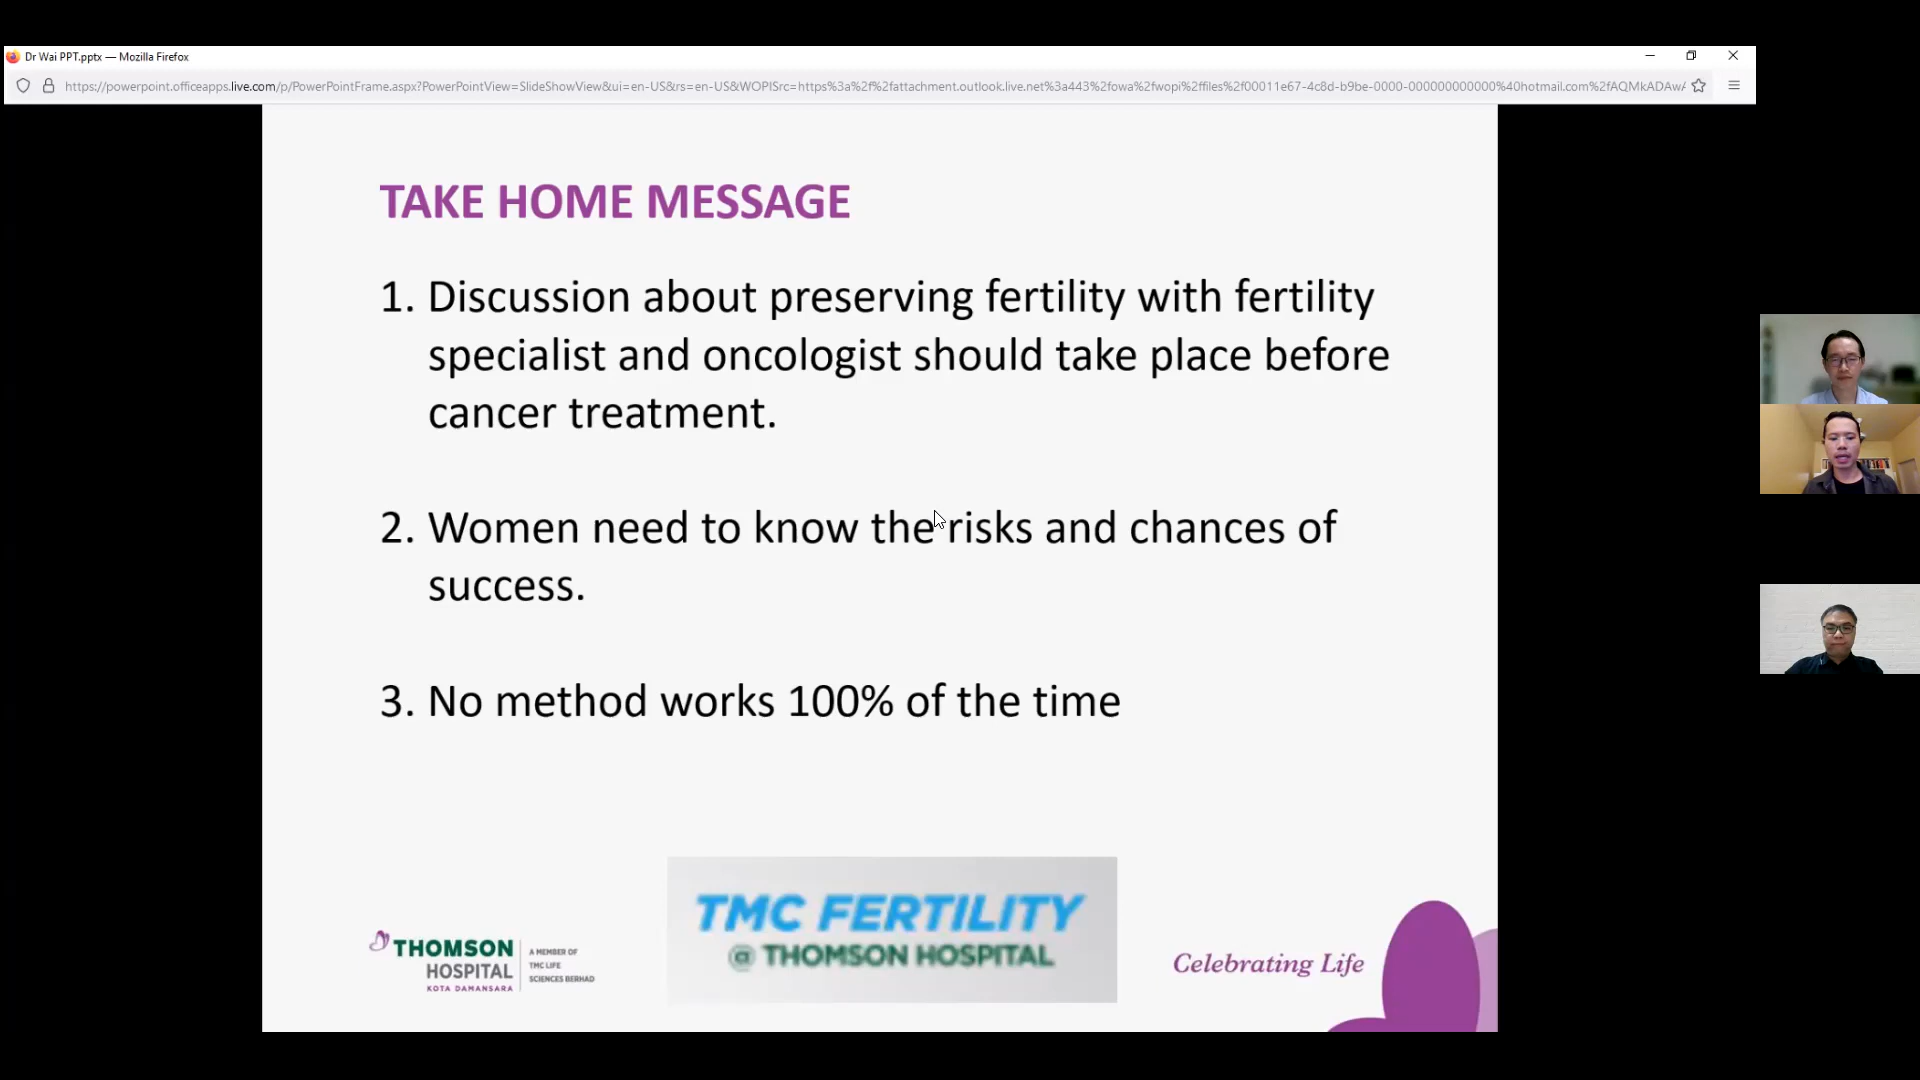 Dr Wai PPT.pptx — Mozilla Firefox
https://powerpoint.officeapps.live.com/p/PowerPointFrame.aspx?PowerPointView=SlideShowView&ui=en-US&rs=en-US&WOPISrc=https%3a%2f%2fattachment.outlook.live.net%3a443%2fowa%2fwopi%2ffiles%2f00011e67-4c8d-b9be-0000-000000000000%40hotmail.com%2fAQMkADAwA
TAKE HOME MESSAGE
1. Discussion about preserving fertility with fertility
specialist and oncologist should take place before
cancer treatment.
2. Women need to know the risks and chances of
success.
3. No method works 100% of the time
TMC FERTILITY
@ THOMSON HOSPITAL
THOMSON
HOSPITAL
KOTA DAMANSARA
A MEMBER OF
TMC LIFE
SCIENCES BERHAD
Celebrating Life